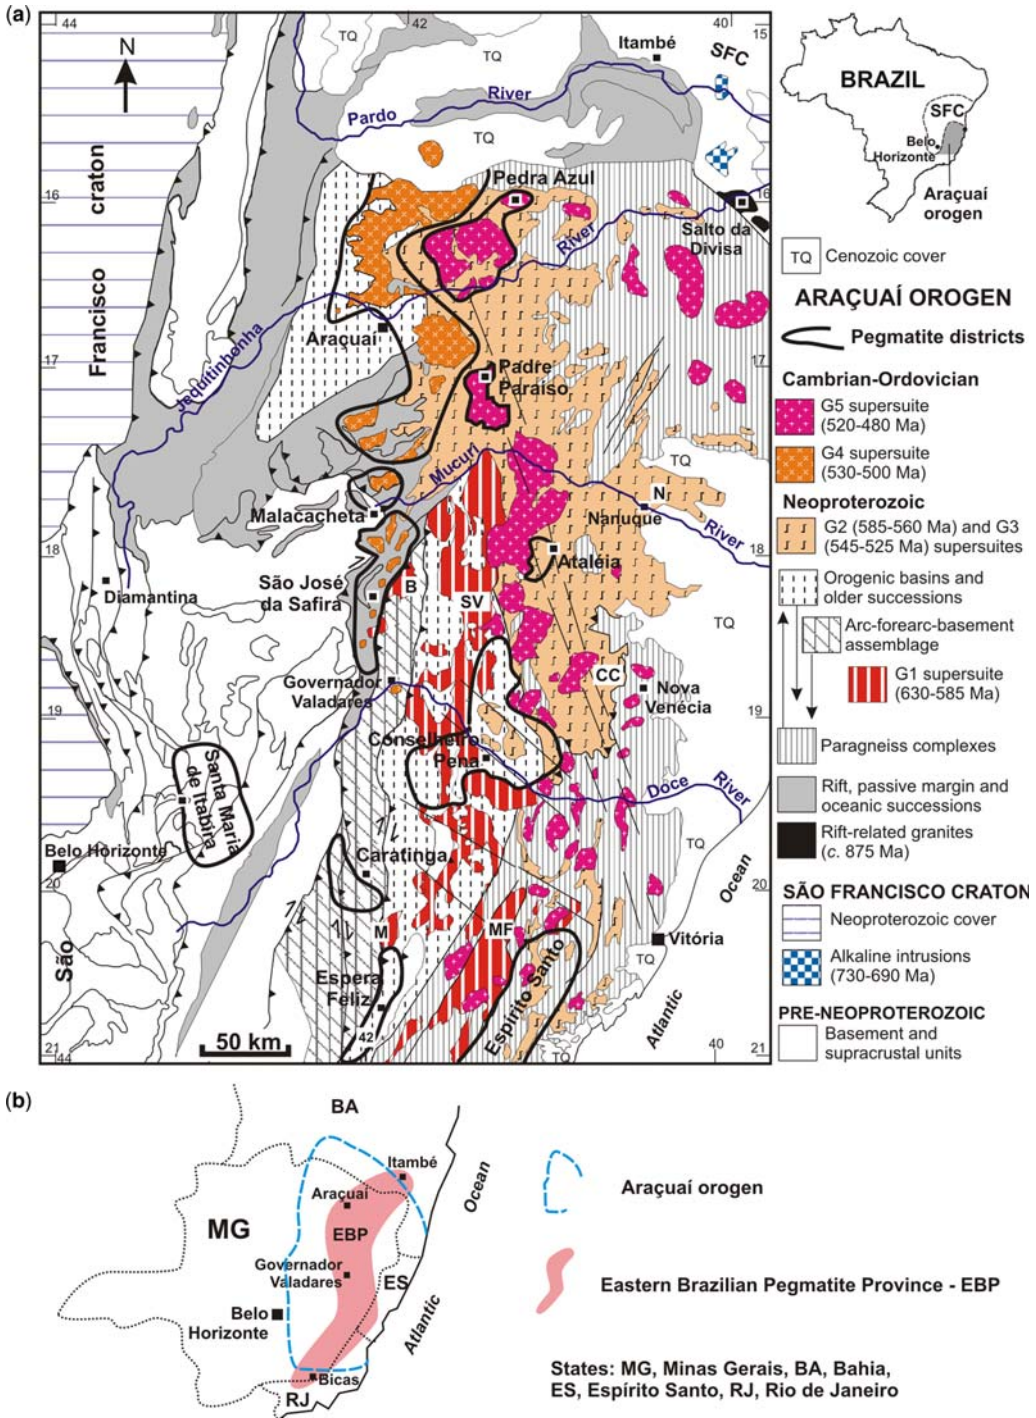 (a)
44
42
40
15
N
TQ
TQ
Itambé
SFC
Pardo
River
TQ
Francisco
craton
16
Pedra Azul
16
River
Salto da
Divisa
Araçuaí
Jequitinhonha
17
17
Padre
Paraíso
TQ
Mucuri
N
Nanuque
River
Malacacheta
18
18
Ataléia
Diamantina
São José
da Safira
B
SV
TQ
CC
Governador
Valadares
Nova
Venécia
19
19
Conselheiro
Pena
Doce
River
Santa Maria
de Itabira
Belo Horizonte
TQ
Ocean
Caratinga
20
20
M
MF
Vitória
TQ
São
Espera
Feliz
Espírito Santo
Atlantic
50 km
21
44
42
TQ
40
21
BRAZIL
SFC
Belo
Horizonte
Araçuaí
orogen
TQ
Cenozoic cover
ARAÇUAÍ OROGEN
Pegmatite districts
Cambrian-Ordovician
G5 supersuite
(520-480 Ma)
G4 supersuite
(530-500 Ma)
Neoproterozoic
G2 (585-560 Ma) and G3
(545-525 Ma) supersuites
Orogenic basins and
older successions
Arc-forearc-basement
assemblage
G1 supersuite
(630-585 Ma)
Paragneiss complexes
Rift, passive margin and
oceanic successions
Rift-related granites
(c. 875 Ma)
SÃO FRANCISCO CRATON
Neoproterozoic cover
Alkaline intrusions
(730-690 Ma)
PRE-NEOPROTEROZOIC
Basement and
supracrustal units
(b)
BA
Itambé
Araçuaí
Ocean
MG
EBP
Governador
Valadares
ES
Belo
Horizonte
Atlantic
Bicas
RJ
Araçuaí orogen
Eastern Brazilian Pegmatite Province - EBP
States: MG, Minas Gerais, BA, Bahia,
ES, Espírito Santo, RJ, Rio de Janeiro